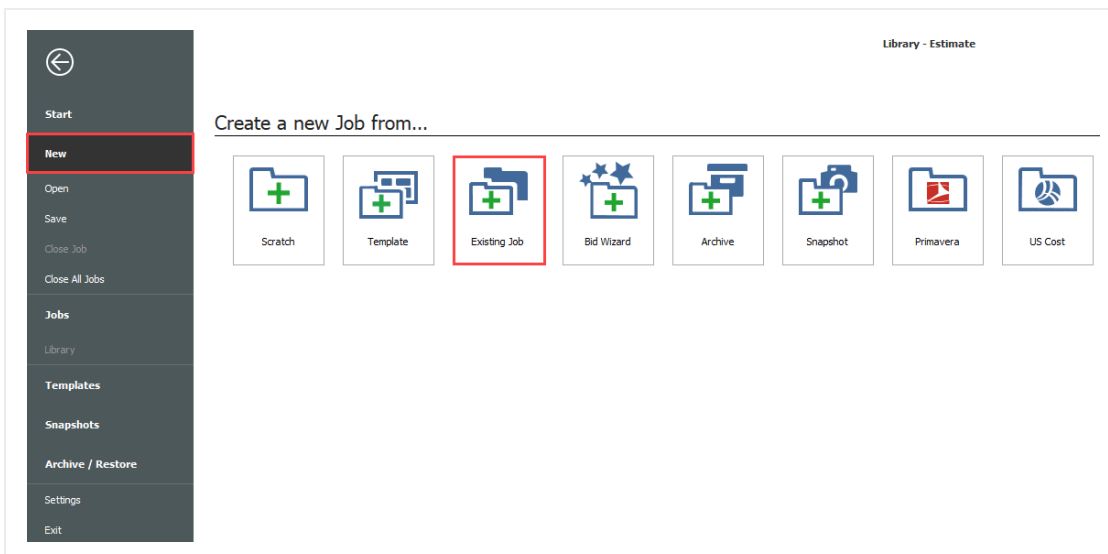 Library - Estimate
Start
New
Open
Save
Close Job
Close All Jobs
Jobs
Library
Templates
Snapshots
Archive / Restore
Settings
Exit
Create a new Job from...
Scratch
Template
Existing Job
Bid Wizard
Archive
Snapshot
Primavera
US Cost